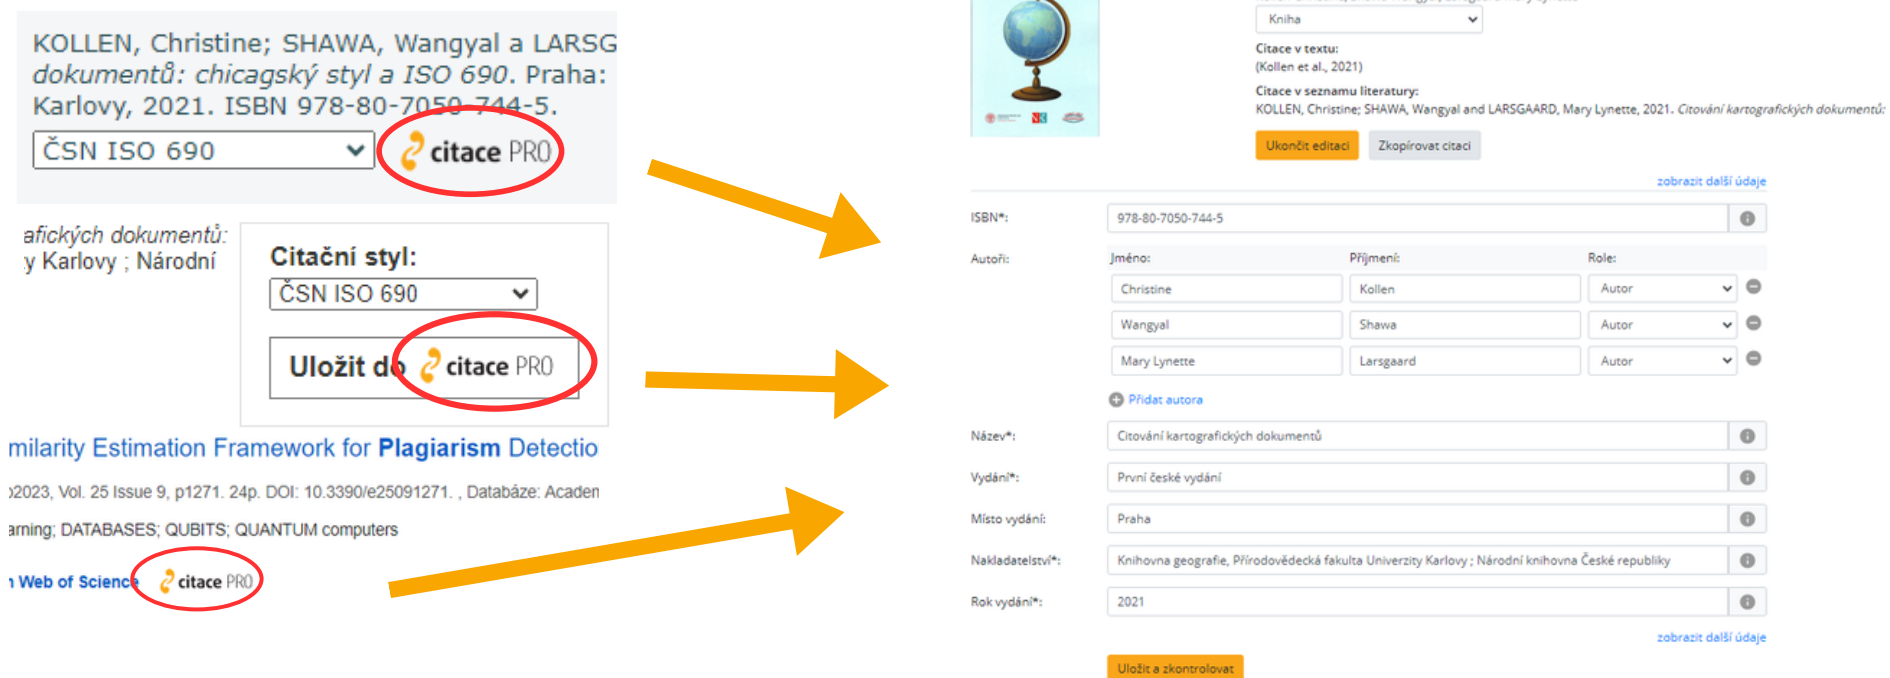 KOLLEN, Christine; SHAWA, Wangyal a LARSG
dokumentů: chicagský styl a ISO 690. Praha:
Karlovy, 2021. ISBN 978-80-7050-744-5.
ČSN ISO 690
citace PRO
afických dokumentů:
y Karlovy ; Národní
Citační styl:
ČSN ISO 690
Uložit do citace PRO
milarity Estimation Framework for Plagiarism Detectio
2023, Vol. 25 Issue 9, p1271. 24p. DOI: 10.3390/e25091271. , Databáze: Academ
arning; DATABASES; QUBITS; QUANTUM computers
n Web of Science citace PRO
Kniha
Citace v textu:
(Kollen et al., 2021)
Citace v seznamu literatury:
KOLLEN, Christine; SHAWA, Wangyal and LARSGAARD, Mary Lynette, 2021. Citování kartografických dokumentů:
Ukončit editaci Zkopírovat citaci
zobrazit další údaje
ISBN*: 978-80-7050-744-5
Autoři: Jméno: Příjmení: Role:
Christine Kollen Autor
Wangyal Shawa Autor
Mary Lynette Larsgaard Autor
Přidat autora
Název*: Citování kartografických dokumentů
Vydání*: První české vydání
Místo vydání: Praha
Nakladatelství*: Knihovna geografie, Přírodovědecká fakulta Univerzity Karlovy ; Národní knihovna České republiky
Rok vydání*: 2021
zobrazit další údaje
Uložit a zkontrolovat